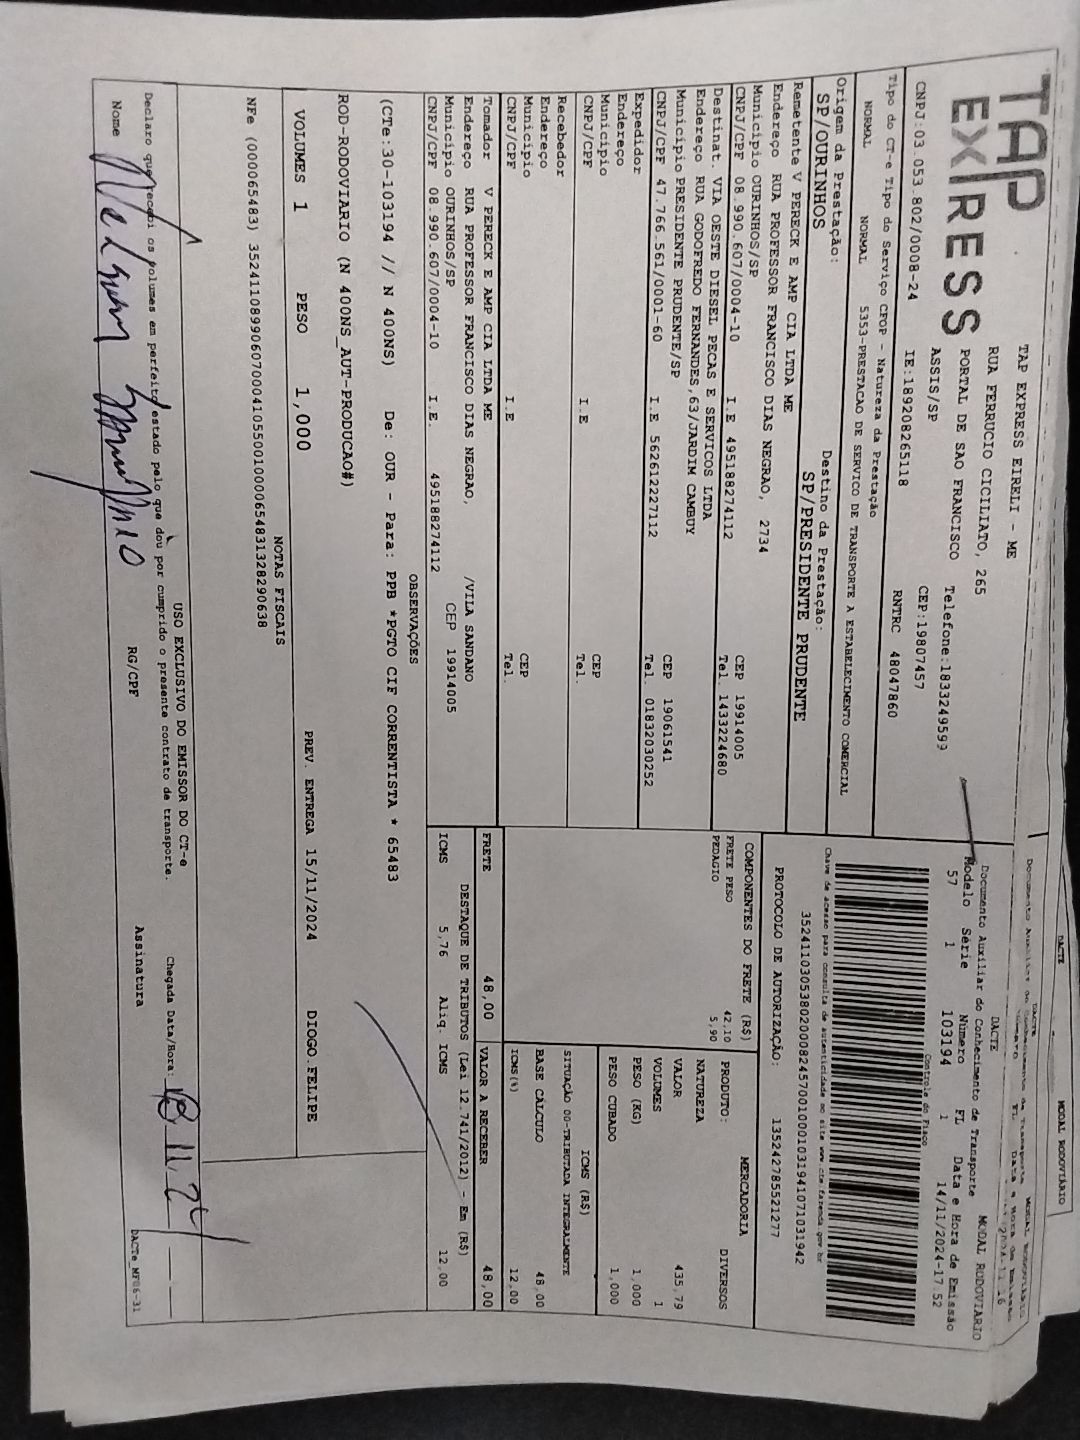 TAP
EXPRESS
TAP EXPRESS EIRELI - ME
RUA FERRUCIO CICILIATO, 265
PORTAL DE SAO FRANCISCO Telefone:1833249599
ASSIS/SP CEP:19807457
CNPJ:03.053.802/0008-24 IE:189208265118 RNTRC 48047860
Tipo do CT-e Tipo do Serviço CFOP - Natureza da Prestação
NORMAL NORMAL 5353-PRESTACAO DE SERVICO DE TRANSPORTE A ESTABELECIMENTO COMERCIAL
Origem da Prestação: Destino da Prestação:
SP/OURINHOS SP/PRESIDENTE PRUDENTE
Remetente V PERECK E AMP CIA LTDA ME
Endereço RUA PROFESSOR FRANCISCO DIAS NEGRAO, 2734
Município OURINHOS/SP CEP 19914005
CNPJ/CPF 08.990.607/0004-10 I.E 495188274112 Tel. 1433224680
Destinat. VIA OESTE DIESEL PECAS E SERVICOS LTDA
Endereço RUA GODOFREDO FERNANDES,63/JARDIM CAMBUY
Município PRESIDENTE PRUDENTE/SP CEP 19061541
CNPJ/CPF 47.766.561/0001-60 I.E 562612227112 Tel. 01832030252
Expedidor
Endereço
Município CEP
CNPJ/CPF I.E Tel.
Recebedor
Endereço
Município CEP
CNPJ/CPF I.E Tel.
Tomador V PERECK E AMP CIA LTDA ME
Endereço RUA PROFESSOR FRANCISCO DIAS NEGRAO, /VILA SANDANO
Município OURINHOS/SP CEP 19914005
CNPJ/CPF 08.990.607/0004-10 I.E. 495188274112
MODAL RODOVIÁRIO
DACTE
DACTE
Documento Auxiliar do Conhecimento de Transporte MODAL RODOVIÁRIO
Modelo Série Número FL Data e Hora de Emissão
57 1 103194 1 14/11/2024-17:52
Controle do Fisco
Chave de acesso para consulta de autenticidade no site www.cte.fazenda.gov.br
35241103053802000824570010001031941071031942
PROTOCOLO DE AUTORIZAÇÃO: 135242785521277
COMPONENTES DO FRETE (R$)
FRETE PESO 42,10
PEDAGIO 5,90
MERCADORIA
PRODUTO: DIVERSOS
NATUREZA
VALOR 435,79
VOLUMES 1
PESO (KG) 1,000
PESO CUBADO 1,000
ICMS (R$)
SITUAÇÃO 00-TRIBUTADA INTEGRALMENTE
BASE CÁLCULO 48,00
ICMS(%) 12,00
FRETE 48,00 VALOR A RECEBER 48,00
DESTAQUE DE TRIBUTOS (Lei 12.741/2012) - Em (R$)
ICMS 5,76 Aliq. ICMS 12,00
OBSERVAÇÕES
(CTe:30-103194 // N 400NS) De: OUR - Para: PPB *PGTO CIF CORRENTISTA * 65483
ROD-RODOVIARIO (N 400NS_AUT-PRODUCAO#)
VOLUMES 1 PESO 1,000 PREV. ENTREGA 15/11/2024 DIOGO.FELIPE
NOTAS FISCAIS
NFe (000065483) 35241108990607000410550010000654831328290638
USO EXCLUSIVO DO EMISSOR DO CT-e
Declaro que recebi os volumes em perfeito estado pelo que dou por cumprido o presente contrato de transporte. Chegada Data/Hora: 18 11 24
Nome RG/CPF Assinatura
DACTe_MF06-31